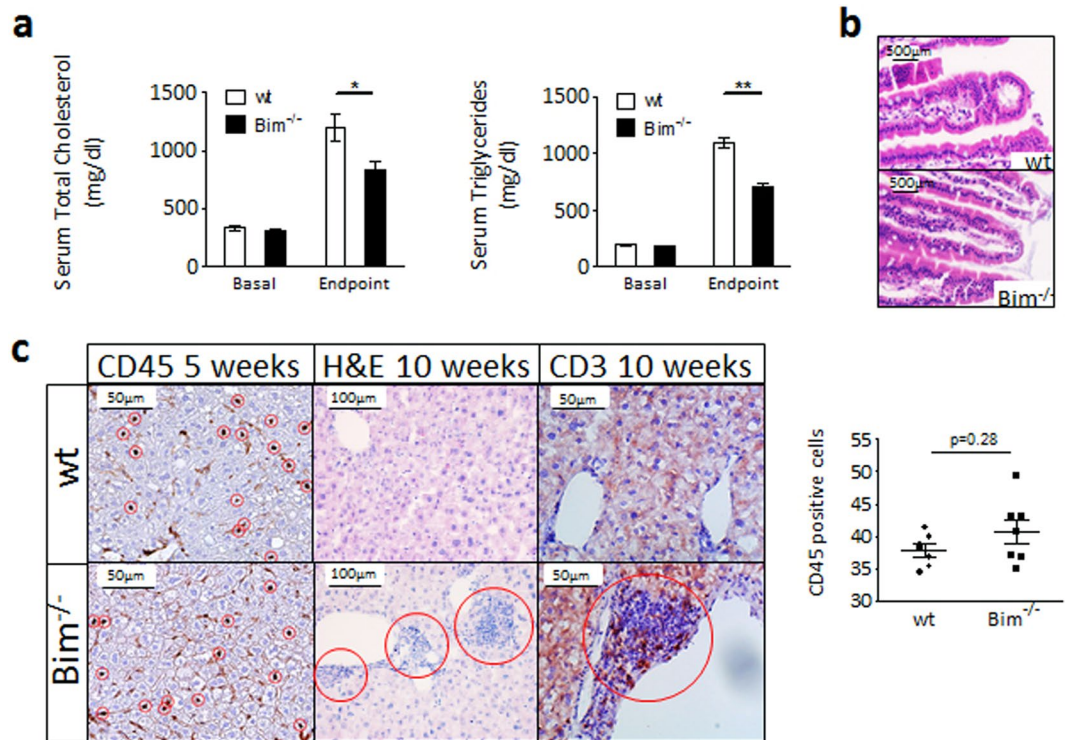 a
Serum Total Cholesterol
(mg/dl)
1500
1000
500
0
wt
Bim⁻/⁻
*
Basal
Endpoint
Serum Triglycerides
(mg/dl)
1500
1000
500
0
wt
Bim⁻/⁻
**
Basal
Endpoint
b
500µm
wt
500µm
Bim⁻/⁻
c
CD45 5 weeks
H&E 10 weeks
CD3 10 weeks
wt
50µm
100µm
50µm
Bim⁻/⁻
50µm
100µm
50µm
CD45 positive cells
55
50
45
40
35
30
p=0.28
wt
Bim⁻/⁻